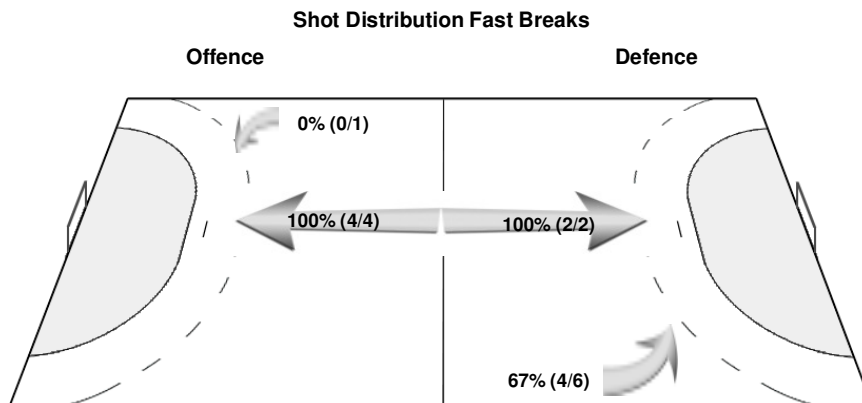 Shot Distribution Fast Breaks
Offence
Defence
0% (0/1)
100% (4/4)
100% (2/2)
67% (4/6)